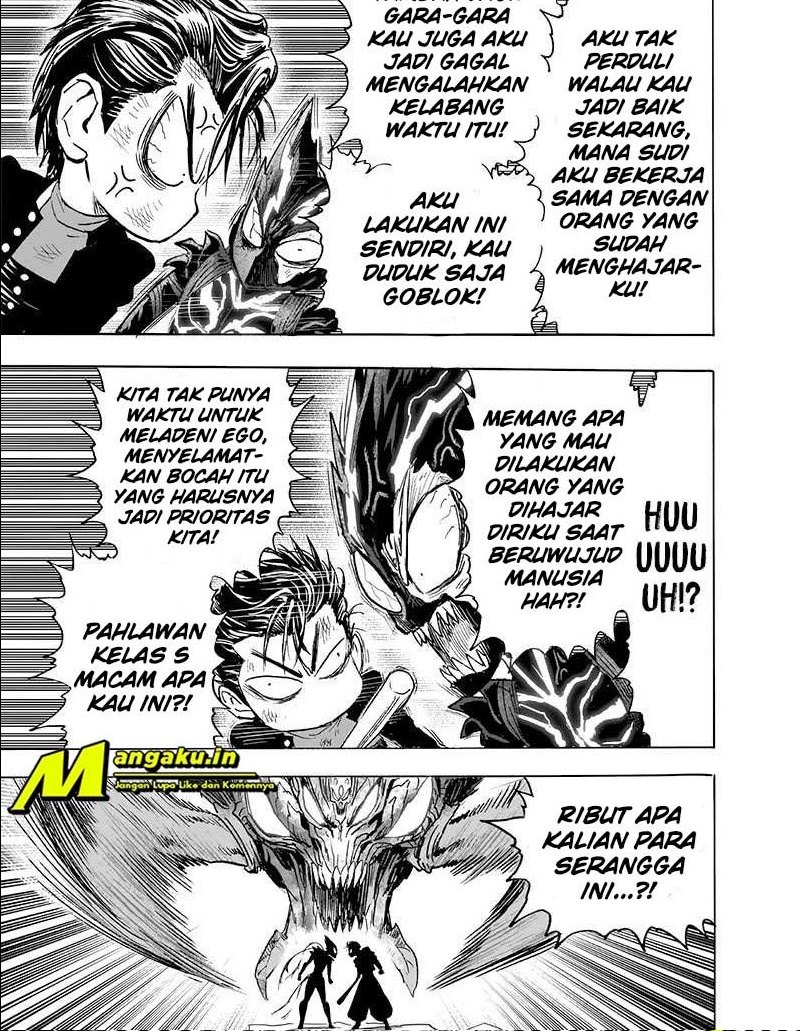 AKU TAK
PERDULI
WALAU KAU
JADI BAIK
SEKARANG,
MANA SUDI
AKU BEKERJA
SAMA DENGAN
ORANG YANG
SUDAH
MENGHAJAR-
KU!
GARA-GARA
KAU JUGA AKU
JADI GAGAL
MENGALAHKAN
KELABANG
WAKTU ITU!
AKU
LAKUKAN INI
SENDIRI, KAU
DUDUK SAJA
GOBLOK!
HUU
UUUU
UH!?
MEMANG APA
YANG MAU
DILAKUKAN
ORANG YANG
DIHAJAR
DIRIKU SAAT
BERUWUJUD
MANUSIA
HAH?!
KITA TAK PUNYA
WAKTU UNTUK
MELADENI EGO,
MENYELAMAT-
KAN BOCAH ITU
YANG HARUSNYA
JADI PRIORITAS
KITA!
PAHLAWAN
KELAS S
MACAM APA
KAU INI?!
Mangaku.in
Jangan Lupa Like dan Komennya
RIBUT APA
KALIAN PARA
SERANGGA
INI...?!